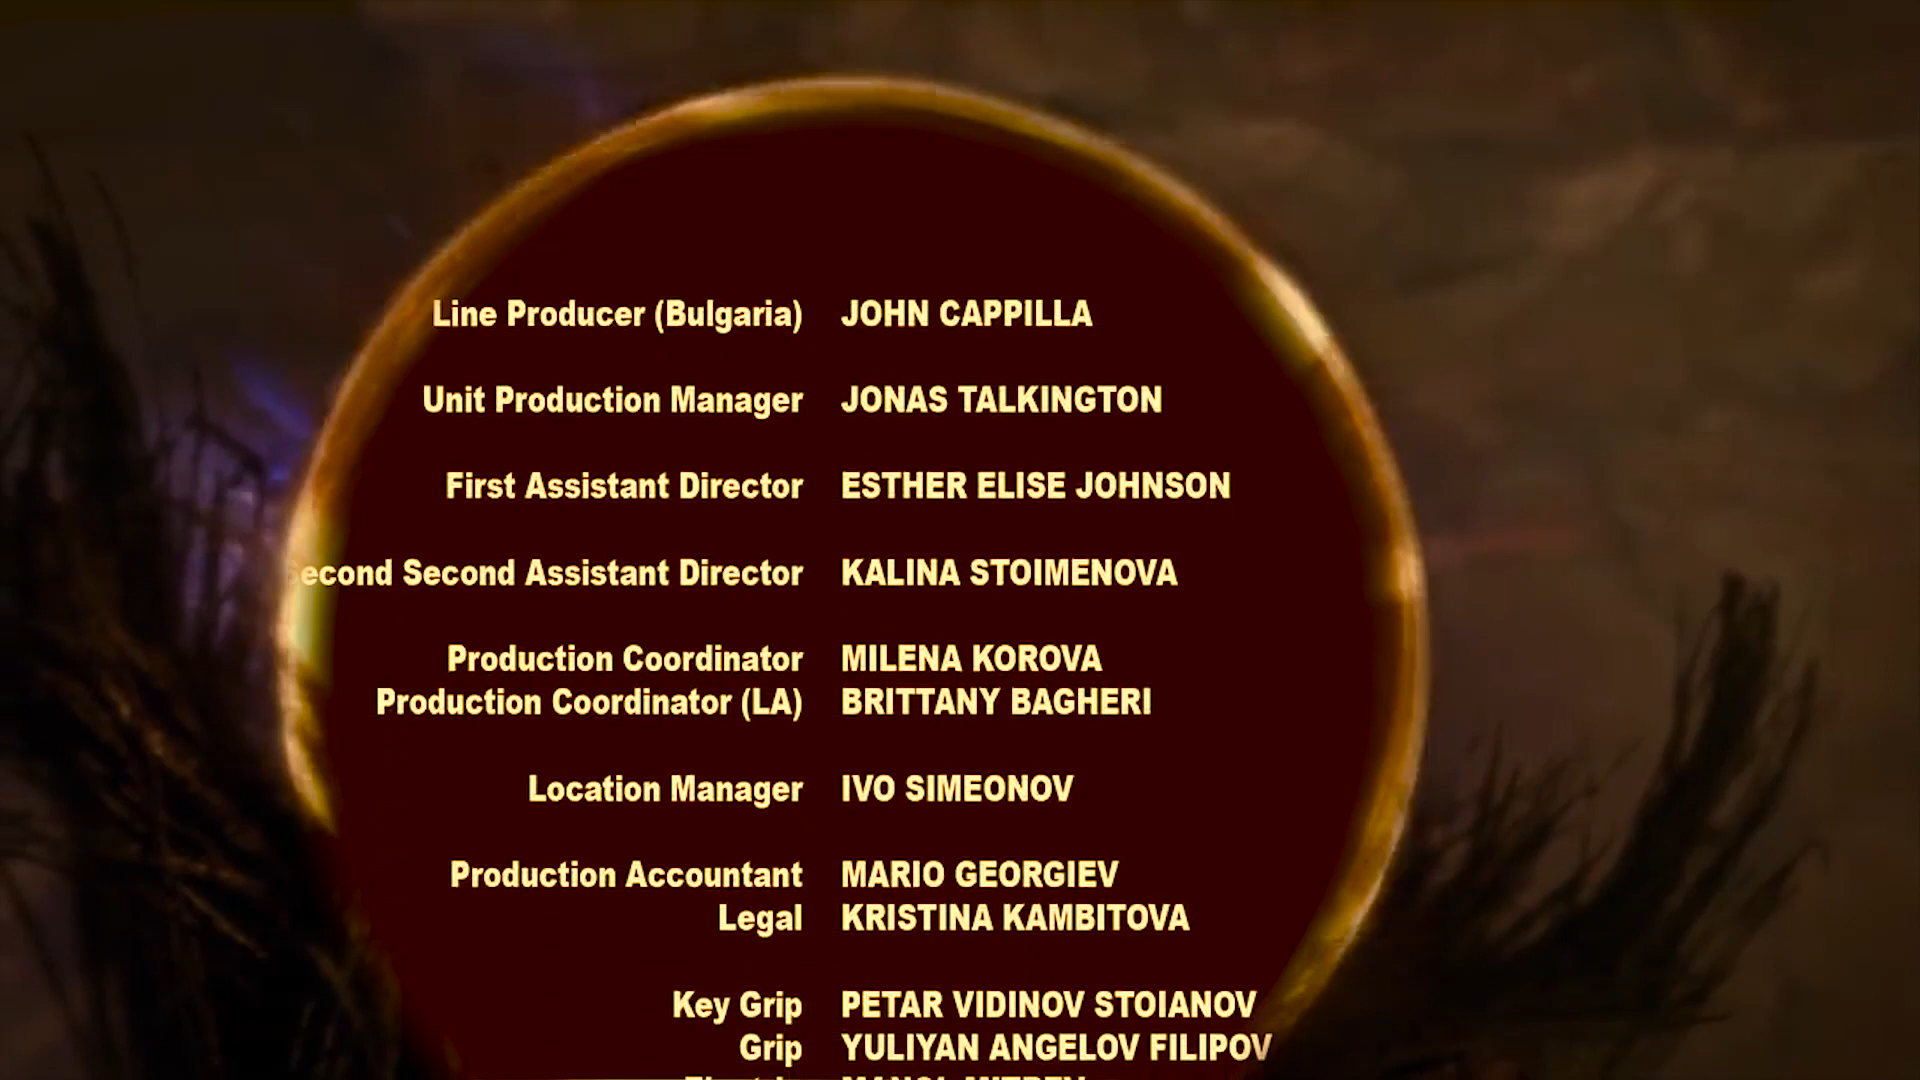 Line Producer (Bulgaria) JOHN CAPPILLA
Unit Production Manager JONAS TALKINGTON
First Assistant Director ESTHER ELISE JOHNSON
Second Second Assistant Director KALINA STOIMENOVA
Production Coordinator MILENA KOROVA
Production Coordinator (LA) BRITTANY BAGHERI
Location Manager IVO SIMEONOV
Production Accountant MARIO GEORGIEV
Legal KRISTINA KAMBITOVA
Key Grip PETAR VIDINOV STOIANOV
Grip YULIYAN ANGELOV FILIPOV